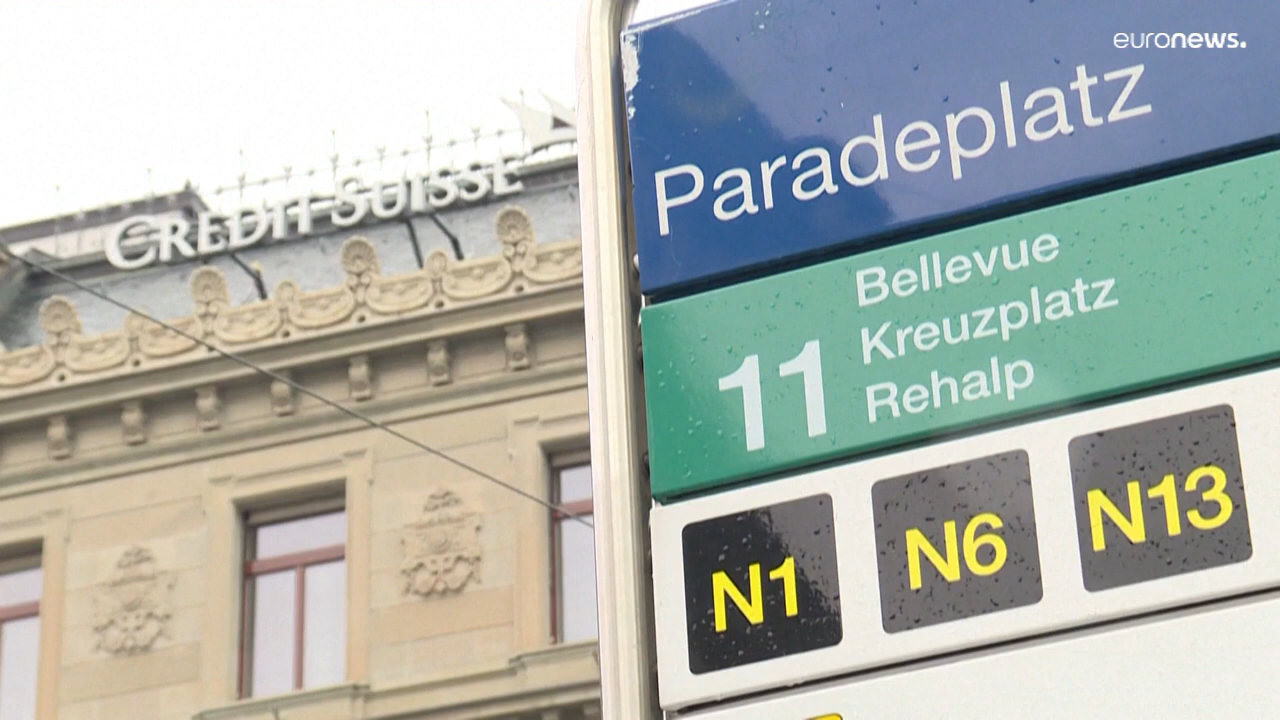 euronews.
CREDIT SUISSE
Paradeplatz
11
Bellevue
Kreuzplatz
Rehalp
N1
N6
N13